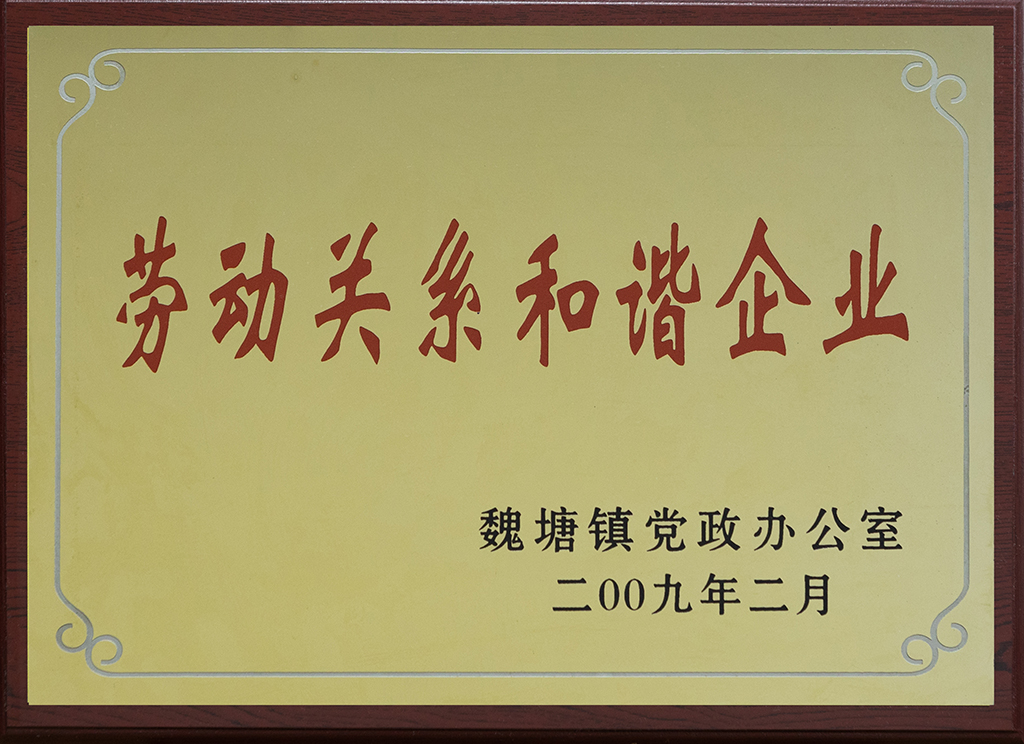 劳动关系和谐企业
魏塘镇党政办公室
二00九年二月